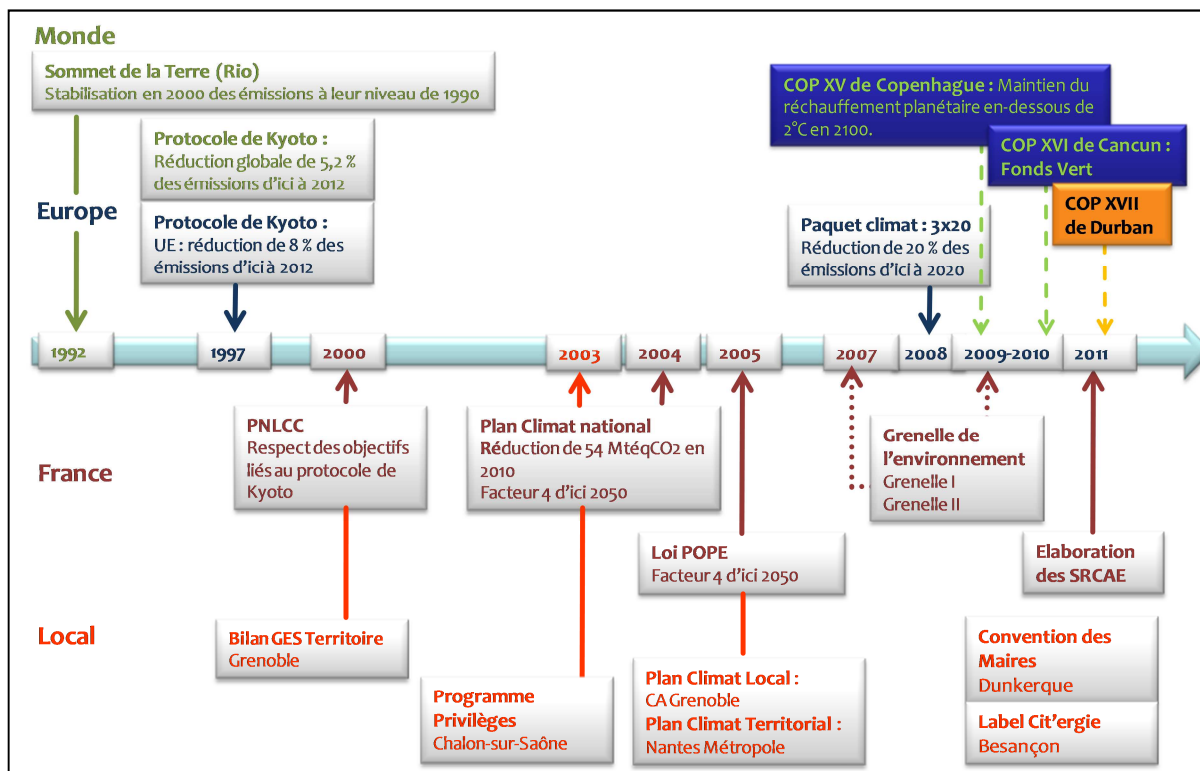 Monde
Sommet de la Terre (Rio)
Stabilisation en 2000 des émissions à leur niveau de 1990
COP XV de Copenhague : Maintien du
réchauffement planétaire en-dessous de
2°C en 2100.
Protocole de Kyoto :
Réduction globale de 5,2 %
des émissions d'ici à 2012
COP XVI de Cancun :
Fonds Vert
Europe
Protocole de Kyoto :
UE : réduction de 8 % des
émissions d'ici à 2012
Paquet climat : 3x20
Réduction de 20 % des
émissions d'ici à 2020
COP XVII
de Durban
1992
1997
2000
2003
2004
2005
2007
2008
2009-2010
2011
France
PNLCC
Respect des objectifs
liés au protocole de
Kyoto
Plan Climat national
Réduction de 54 MtéqCO2 en
2010
Facteur 4 d'ici 2050
Grenelle de
l'environnement
Grenelle I
Grenelle II
Loi POPE
Facteur 4 d'ici 2050
Elaboration
des SRCAE
Local
Bilan GES Territoire
Grenoble
Programme
Privilèges
Chalon-sur-Saône
Plan Climat Local :
CA Grenoble
Plan Climat Territorial :
Nantes Métropole
Convention des
Maires
Dunkerque
Label Cit'ergie
Besançon